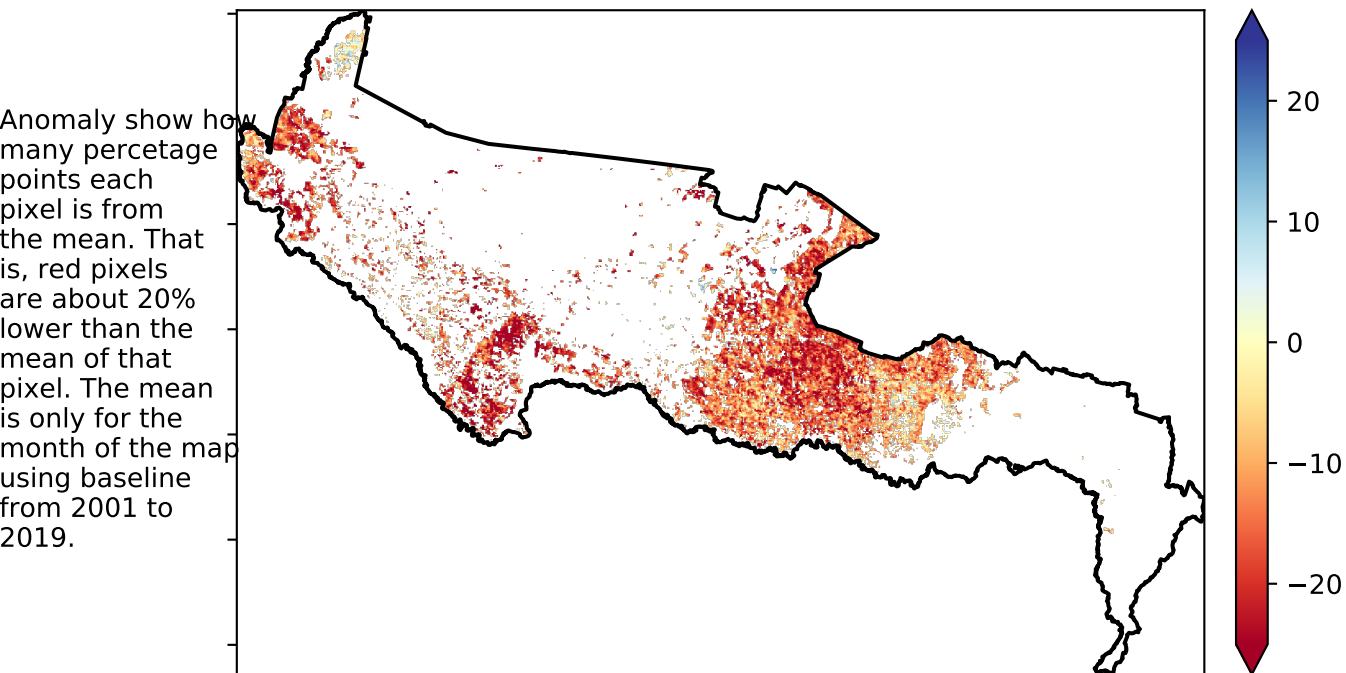 Anomaly show how
many percetage
points each
pixel is from
the mean. That
is, red pixels
are about 20%
lower than the
mean of that
pixel. The mean
is only for the
month of the map
using baseline
from 2001 to
2019.
20
10
0
−10
−20